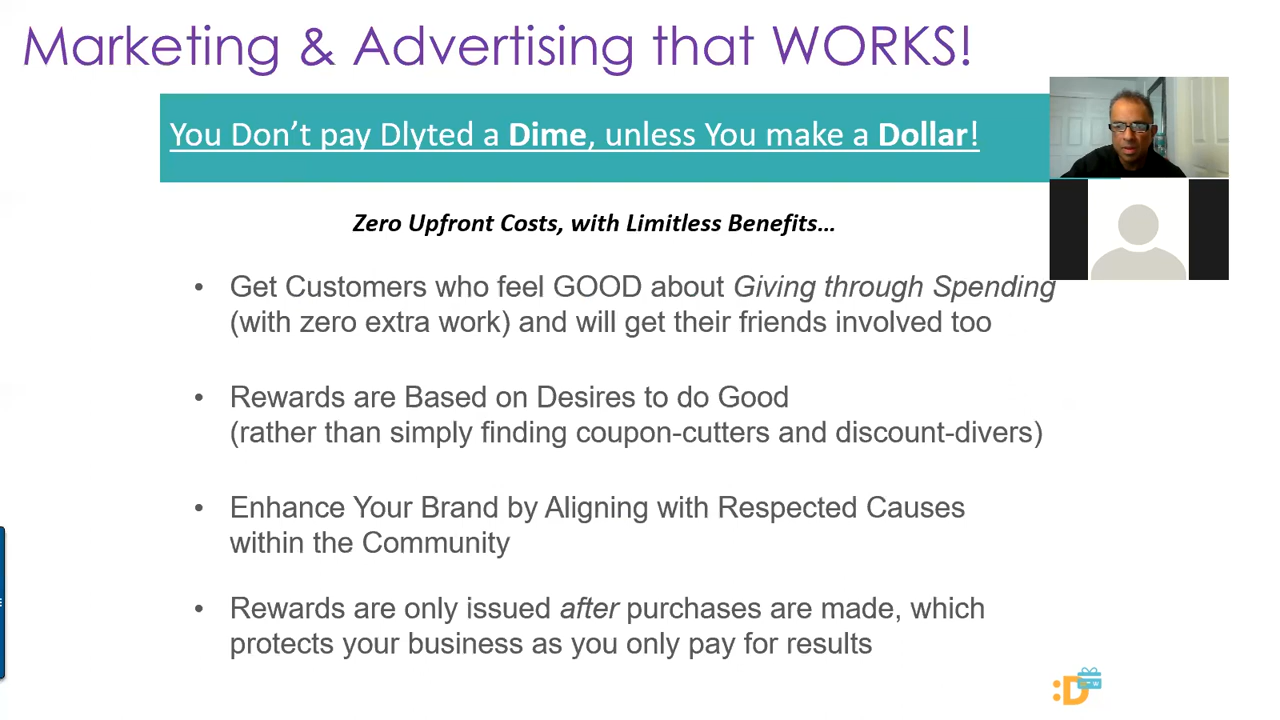 Marketing & Advertising that WORKS!
You Don't pay Dlyted a Dime, unless You make a Dollar!
Zero Upfront Costs, with Limitless Benefits…
• Get Customers who feel GOOD about Giving through Spending
(with zero extra work) and will get their friends involved too
• Rewards are Based on Desires to do Good
(rather than simply finding coupon-cutters and discount-divers)
• Enhance Your Brand by Aligning with Respected Causes
within the Community
• Rewards are only issued after purchases are made, which
protects your business as you only pay for results
:D